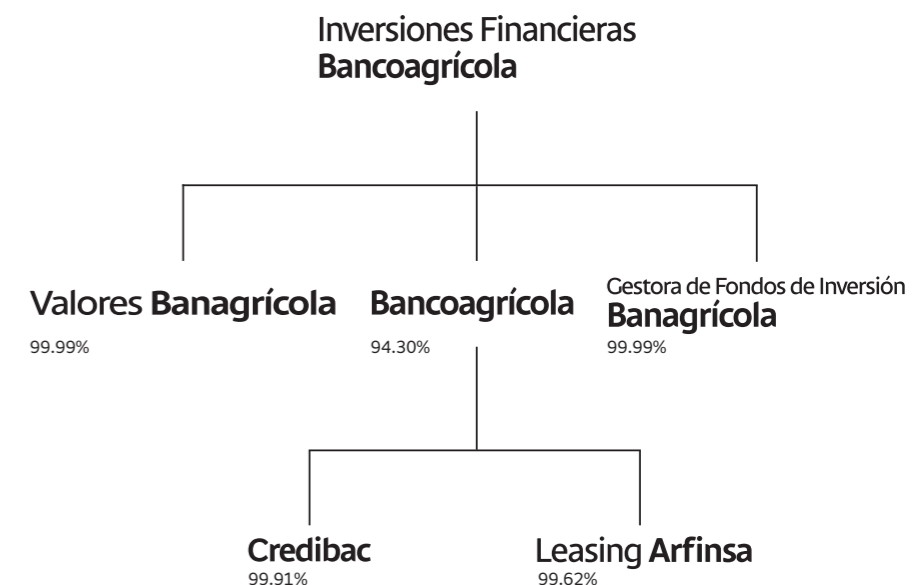 Inversiones Financieras
Bancoagrícola
Valores Banagrícola
99.99%
Bancoagrícola
94.30%
Gestora de Fondos de Inversión
Banagrícola
99.99%
Credibac
99.91%
Leasing Arfinsa
99.62%